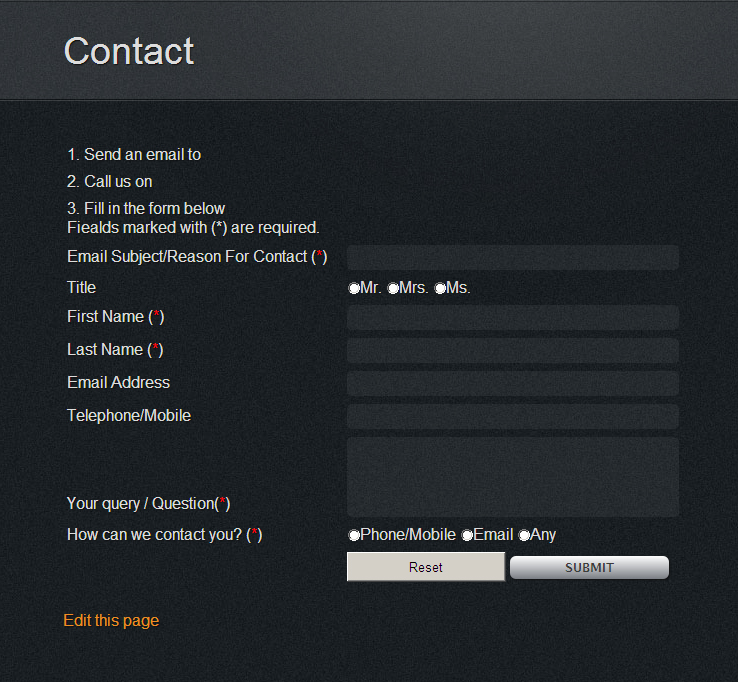 Contact
1. Send an email to
2. Call us on
3. Fill in the form below
Fiealds marked with (*) are required.
Email Subject/Reason For Contact (*)
Title Mr. Mrs. Ms.
First Name (*)
Last Name (*)
Email Address
Telephone/Mobile
Your query / Question(*)
How can we contact you? (*) Phone/Mobile Email Any
Reset SUBMIT
Edit this page